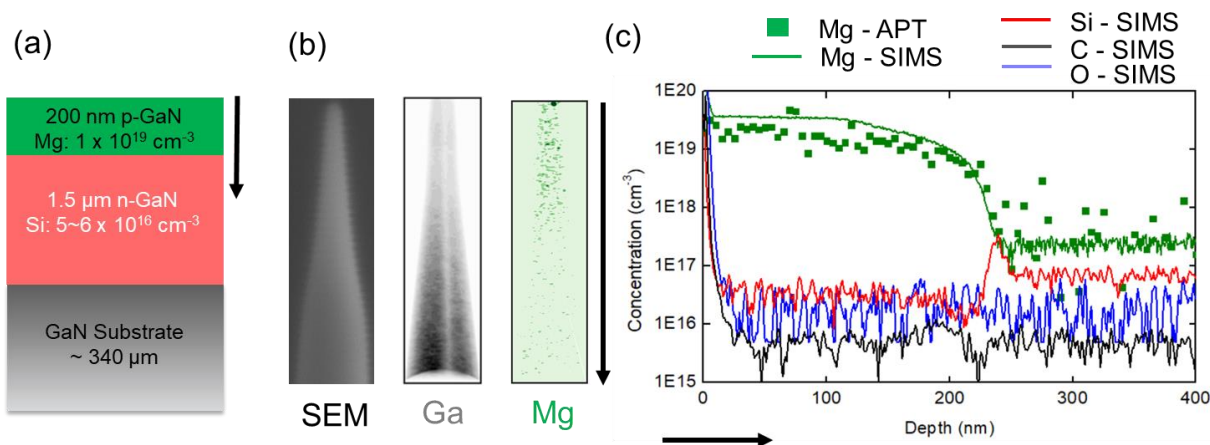 (a)
200 nm p-GaN
Mg: 1 x 10¹⁹ cm⁻³
1.5 µm n-GaN
Si: 5~6 x 10¹⁶ cm⁻³
GaN Substrate
~ 340 µm
(b)
SEM
Ga
Mg
(c)
Mg - APT
Mg - SIMS
Si - SIMS
C - SIMS
O - SIMS
Concentration (cm⁻³)
1E20
1E19
1E18
1E17
1E16
1E15
0
100
200
300
400
Depth (nm)